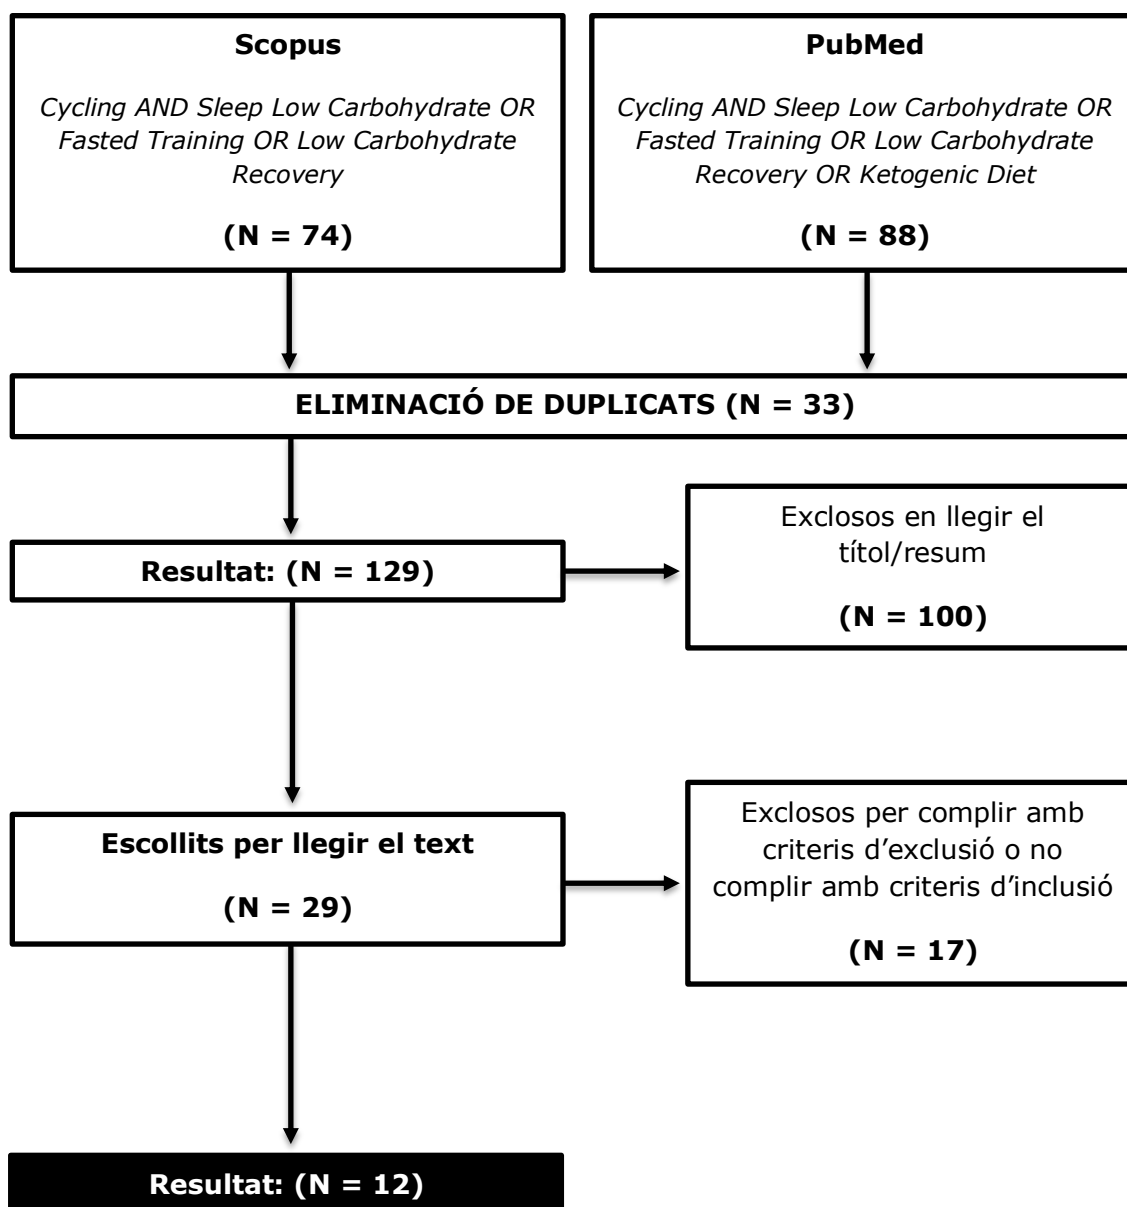 Scopus
Cycling AND Sleep Low Carbohydrate OR
Fasted Training OR Low Carbohydrate
Recovery
(N = 74)
PubMed
Cycling AND Sleep Low Carbohydrate OR
Fasted Training OR Low Carbohydrate
Recovery OR Ketogenic Diet
(N = 88)
ELIMINACIÓ DE DUPLICATS (N = 33)
Resultat: (N = 129)
Exclosos en llegir el
títol/resum
(N = 100)
Escollits per llegir el text
(N = 29)
Exclosos per complir amb
criteris d’exclusió o no
complir amb criteris d’inclusió
(N = 17)
Resultat: (N = 12)